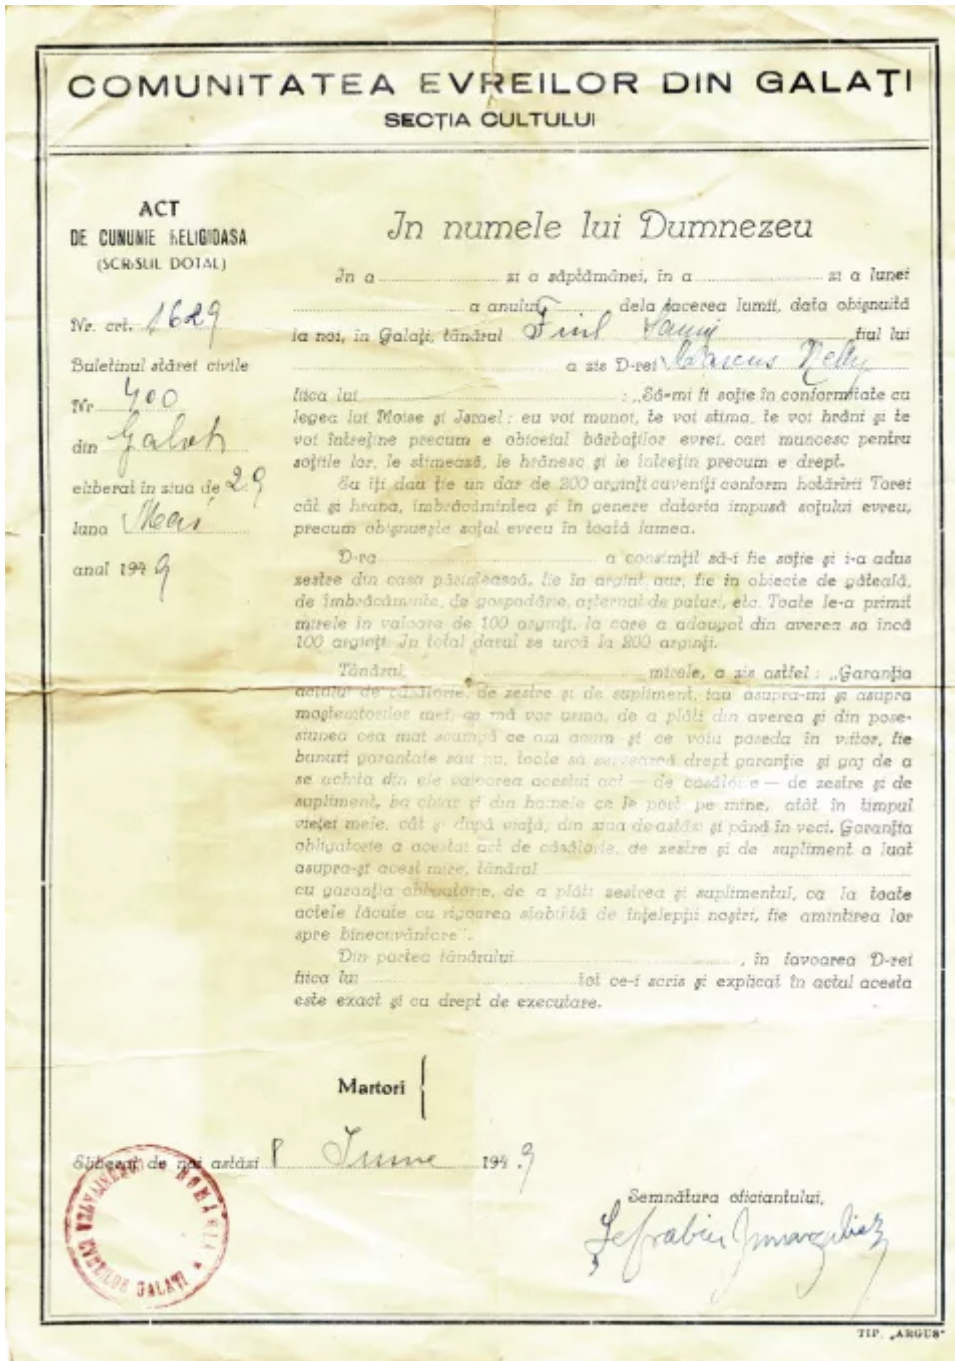 COMUNITATEA EVREILOR DIN GALAȚI
SECȚIA CULTULUI
ACT
DE CUNUNIE RELIGIOASA
(SCRISUL DOTAL)
Nr. crt. 1629
Buletinul stărei civile
Nr 400
din Galați
eliberat în ziua de 29
luna Mai
anul 1949
In numele lui Dumnezeu
In a zi a săptămânei, în a zi a lunei
a anului dela facerea lumii, data obișnuită
la noi, în Galați, tânărul fiul lui
a zis D-rei Marcus Nelly
fiica lui : „Să-mi fi soție în conformitate cu
legea lui Moise și Israel: eu voi munci, te voi stima, te voi hrăni și te
voi întreține precum e obiceiul bărbaților evrei, cari muncesc pentru
soțiile lor, le stimează, le hrănesc și le întrețin precum e drept.
Eu îți dau ție un dar de 200 arginți cuveniți conform hotărîrii Torei
cât și hrana, îmbrăcămintea și în genere datoria impusă soțului evreu,
precum obișnuește soțul evreu în toată lumea.
D-ra a consimțit să-i fie soție și i-a adus
zestre din casa părintească, fie în argint, aur, fie în obiecte de găteală,
de îmbrăcăminte, de gospodărie, așternut de paturi, etc. Toate le-a primit
mirele în valoare de 100 arginți, la care a adaugat din averea sa încă
100 arginți. In total darul se urcă la 200 arginți.
Tânărul, mirele, a zis astfel: „Garanția
actului de căsătorie, de zestre și de supliment, iau asupra-mi și asupra
moștenitorilor mei, ce mă vor urma, de a plăti din averea și din pose-
siunea cea mai scumpă ce am acum și ce voiu poseda în viitor, fie
bunuri garantate sau nu, toate să servească drept garanție și gaj de a
se achita din ele valoarea acestui act — de căsătorie — de zestre și de
supliment, ba chiar și din hainele ce le port pe mine, atât în timpul
vieței mele, cât și după viață, din ziua de astăzi și până în veci. Garanția
obligatorie a acestui act de căsătorie, de zestre și de supliment a luat
asupra-și acest mire, tânărul
cu garanția obligatorie, de a plăti zestrea și suplimentul, ca la toate
actele făcute cu rigoarea stabilită de înțelepții noștri, fie amintirea lor
spre binecuvântare".
Din partea tânărului , în favoarea D-rei
fiica lui tot ce-i scris și explicat în actul acesta
este exact și cu drept de executare.
Martori
Eliberat de noi astăzi 8 Iunie 1949
Semnătura oficiantului,
ROMÂNIA
EVREILOR GALAȚI
TIP. „ARGUS"